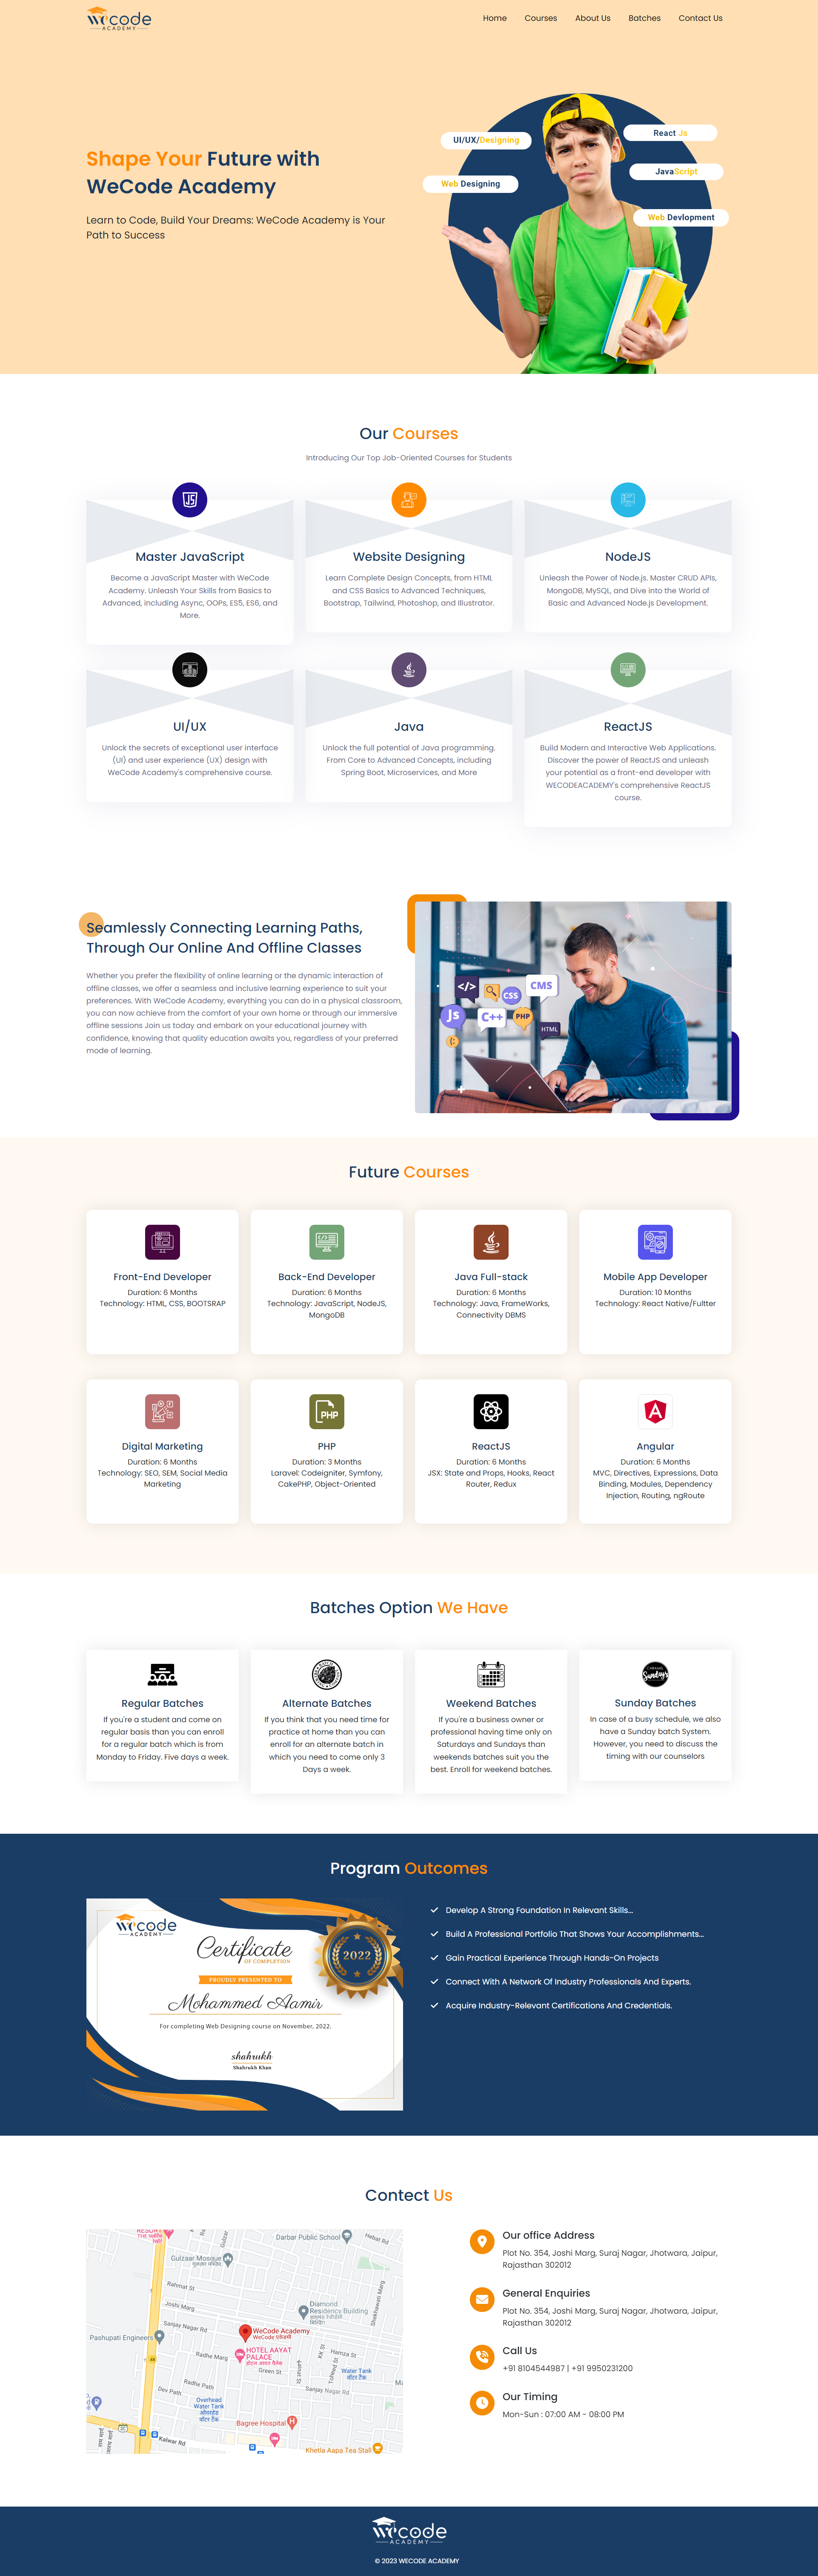 wecode
ACADEMY
Home Courses About Us Batches Contact Us
UI/UX/Designing
React Js
JavaScript
Web Designing
Web Devlopment
Shape Your Future with
WeCode Academy
Learn to Code, Build Your Dreams: WeCode Academy is Your
Path to Success
Our Courses
Introducing Our Top Job-Oriented Courses for Students
Master JavaScript
Become a JavaScript Master with WeCode
Academy. Unleash Your Skills from Basics to
Advanced, including Async, OOPs, ES5, ES6, and
More.
Website Designing
Learn Complete Design Concepts, from HTML
and CSS Basics to Advanced Techniques,
Bootstrap, Tailwind, Photoshop, and Illustrator.
NodeJS
Unleash the Power of Node.js. Master CRUD APIs,
MongoDB, MySQL, and Dive into the World of
Basic and Advanced Node.js Development.
UI/UX
Unlock the secrets of exceptional user interface
(UI) and user experience (UX) design with
WeCode Academy's comprehensive course.
Java
Unlock the full potential of Java programming.
From Core to Advanced Concepts, including
Spring Boot, Microservices, and More
ReactJS
Build Modern and Interactive Web Applications.
Discover the power of ReactJS and unleash
your potential as a front-end developer with
WECODEACADEMY's comprehensive ReactJS
course.
Seamlessly Connecting Learning Paths,
Through Our Online And Offline Classes
Whether you prefer the flexibility of online learning or the dynamic interaction of
offline classes, we offer a seamless and inclusive learning experience to suit your
preferences. With WeCode Academy, everything you can do in a physical classroom,
you can now achieve from the comfort of your own home or through our immersive
offline sessions Join us today and embark on your educational journey with
confidence, knowing that quality education awaits you, regardless of your preferred
mode of learning.
</>
CSS
CMS
Js
C++
PHP
HTML
{;
Future Courses
Front-End Developer
Duration: 6 Months
Technology: HTML, CSS, BOOTSRAP
Back-End Developer
Duration: 6 Months
Technology: JavaScript, NodeJS,
MongoDB
Java Full-stack
Duration: 6 Months
Technology: Java, FrameWorks,
Connectivity DBMS
Mobile App Developer
Duration: 10 Months
Technology: React Native/Fultter
Digital Marketing
Duration: 6 Months
Technology: SEO, SEM, Social Media
Marketing
PHP
PHP
Duration: 3 Months
Laravel: Codeigniter, Symfony,
CakePHP, Object-Oriented
ReactJS
Duration: 6 Months
JSX: State and Props, Hooks, React
Router, Redux
A
Angular
Duration: 6 Months
MVC, Directives, Expressions, Data
Binding, Modules, Dependency
Injection, Routing, ngRoute
Batches Option We Have
Regular Batches
If you're a student and come on
regular basis than you can enroll
for a regular batch which is from
Monday to Friday. Five days a week.
Alternate Batches
If you think that you need time for
practice at home than you can
enroll for an alternate batch in
which you need to come only 3
Days a week.
Weekend Batches
If you're a business owner or
professional having time only on
Saturdays and Sundays than
weekends batches suit you the
best. Enroll for weekend batches.
Sundays
Sunday Batches
In case of a busy schedule, we also
have a Sunday batch System.
However, you need to discuss the
timing with our counselors
Program Outcomes
wecode
ACADEMY
Certificate
OF COMPLETION
PROUDLY PRESENTED TO
Mohammed Aamir
For completing Web Designing course on November, 2022.
shahrukh
Shahrukh Khan
2022
Develop A Strong Foundation In Relevant Skills...
Build A Professional Portfolio That Shows Your Accomplishments...
Gain Practical Experience Through Hands-On Projects
Connect With A Network Of Industry Professionals And Experts.
Acquire Industry-Relevant Certifications And Credentials.
Contect Us
Darbar Public School
Hebar Rd
Gulzaar Mosque
Rahmat St
Joshi Marg
Shekhawan Marg
Diamond
Residency Building
Sanjay Nagar Rd
WeCode Academy
Pashupati Engineers
HOTEL AAYAT
PALACE
Radhe Marg
Green St
KK St
Hamza St
Water Tank
वॉटर टैंक
Radhe Path
Dev Path
Sanjay Nagar Rd
Overhead
Water Tank
Bagree Hospital
Kalwar Rd
Khetla Aapa Tea Stall
Our office Address
Plot No. 354, Joshi Marg, Suraj Nagar, Jhotwara, Jaipur,
Rajasthan 302012
General Enquiries
Plot No. 354, Joshi Marg, Suraj Nagar, Jhotwara, Jaipur,
Rajasthan 302012
Call Us
+91 8104544987 | +91 9950231200
Our Timing
Mon-Sun : 07:00 AM - 08:00 PM
wecode
ACADEMY
© 2023 WECODE ACADEMY